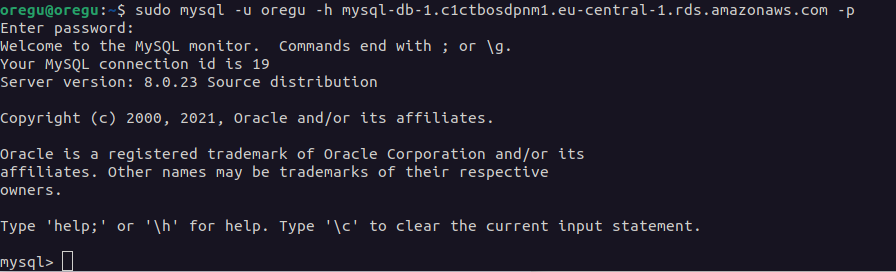 oregu@oregu:~$ sudo mysql -u oregu -h mysql-db-1.c1ctbosdpnm1.eu-central-1.rds.amazonaws.com -p
Enter password:
Welcome to the MySQL monitor.  Commands end with ; or \g.
Your MySQL connection id is 19
Server version: 8.0.23 Source distribution
Copyright (c) 2000, 2021, Oracle and/or its affiliates.
Oracle is a registered trademark of Oracle Corporation and/or its
affiliates. Other names may be trademarks of their respective
owners.
Type 'help;' or '\h' for help. Type '\c' to clear the current input statement.
mysql>